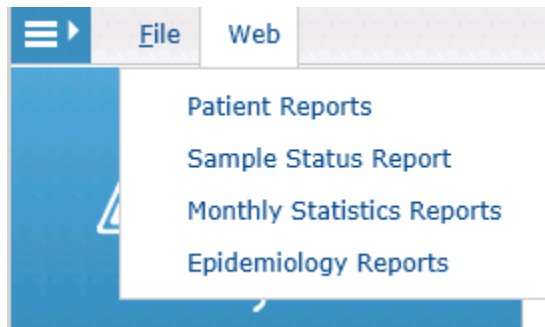 File Web
Patient Reports
Sample Status Report
Monthly Statistics Reports
Epidemiology Reports